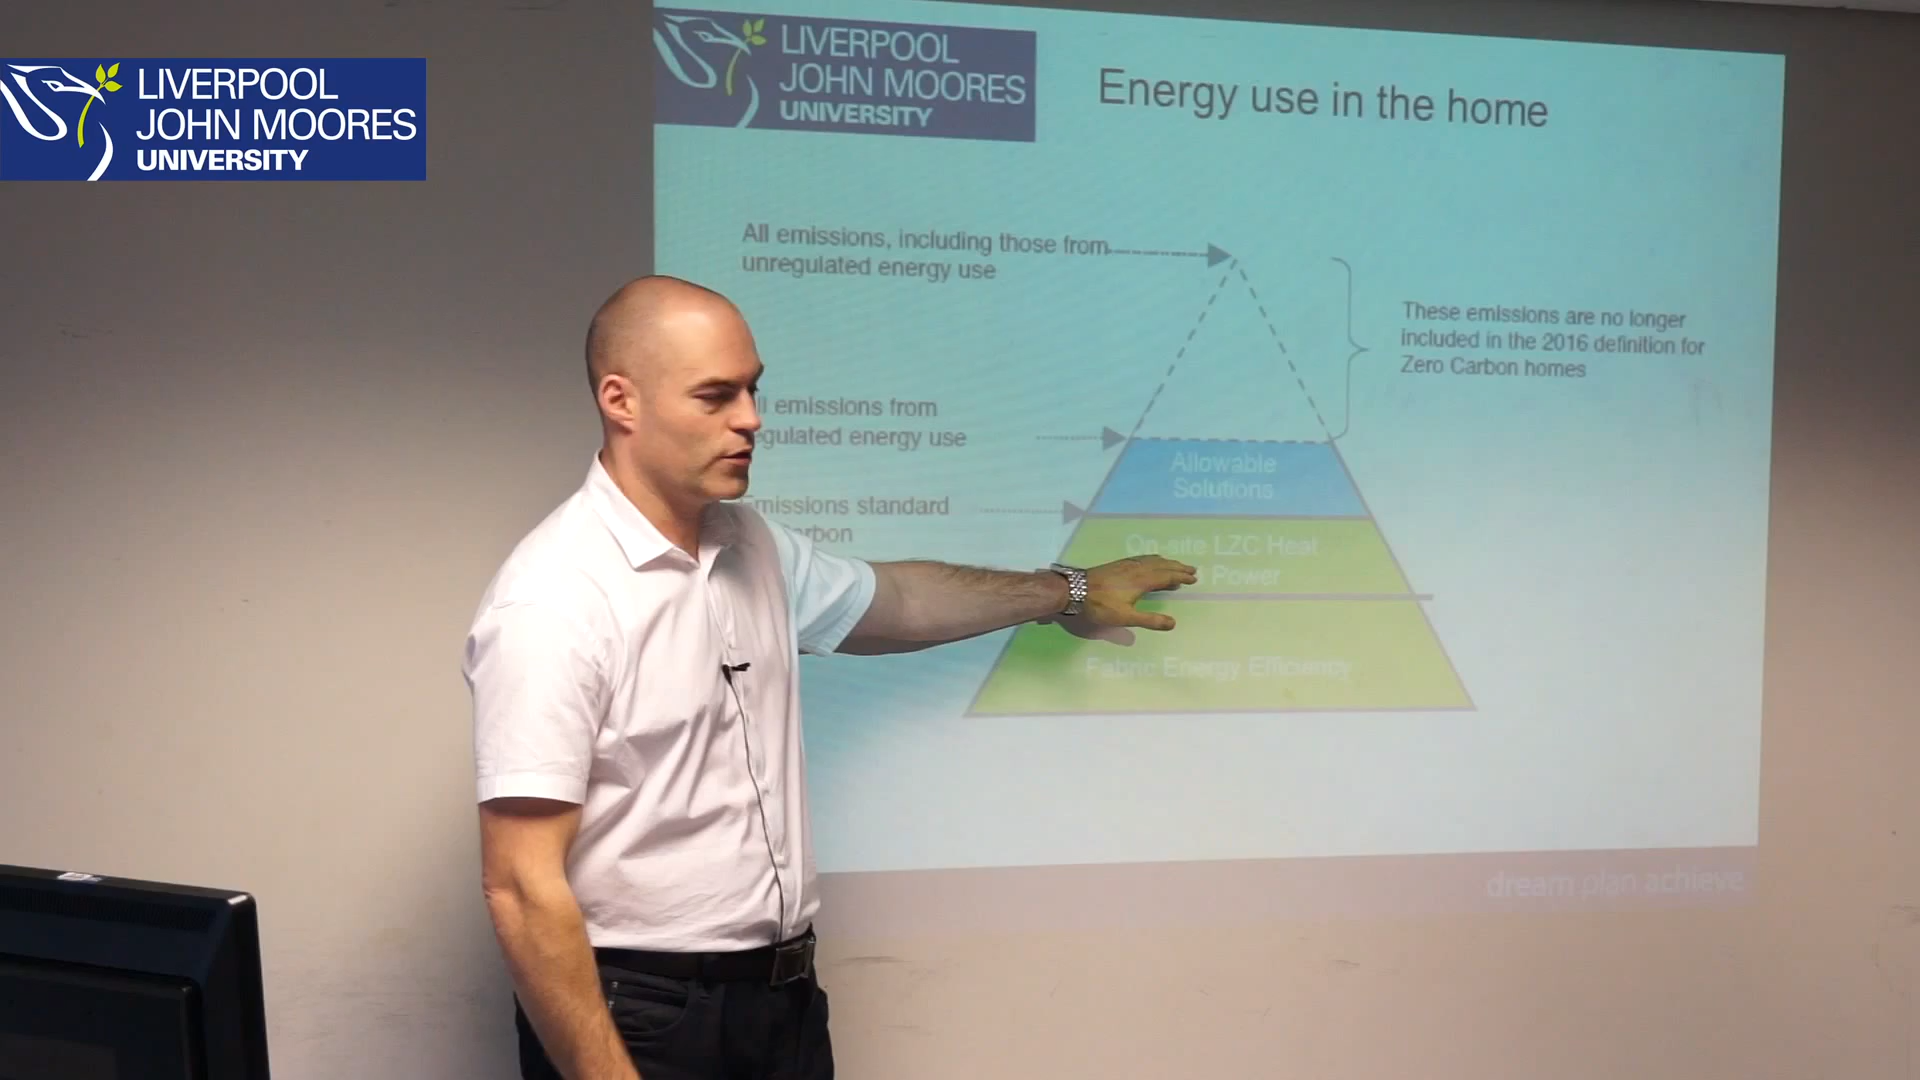 LIVERPOOL
JOHN MOORES
UNIVERSITY
LIVERPOOL
JOHN MOORES
UNIVERSITY
Energy use in the home
All emissions, including those from
unregulated energy use
These emissions are no longer
included in the 2016 definition for
Zero Carbon homes
emissions from
energy use
Allowable
Solutions
Emissions standard
On-site LZC Heat
Power
Fabric Energy Efficiency
dream plan achieve